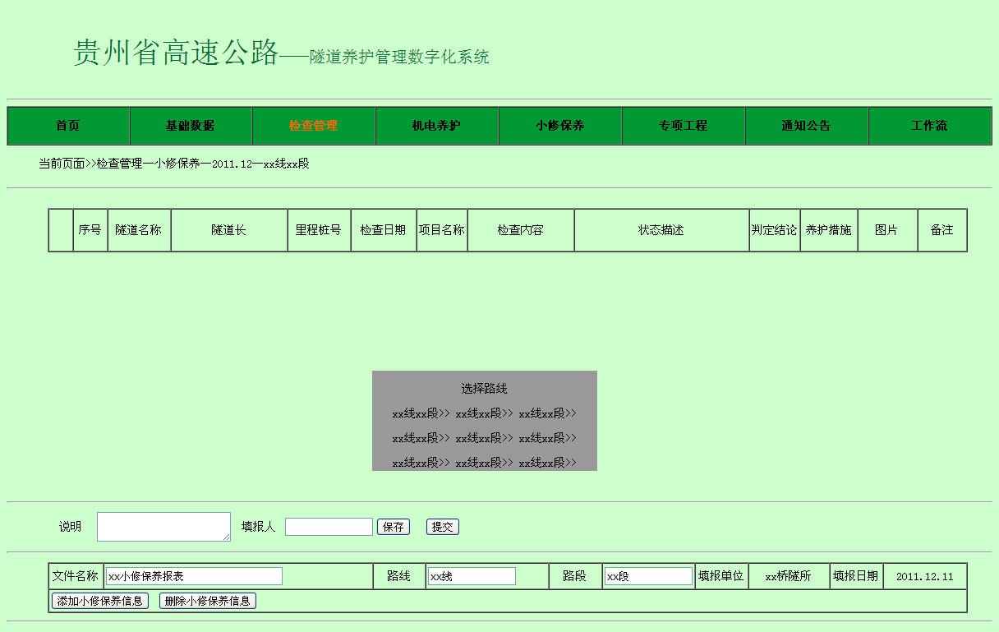 贵州省高速公路——隧道养护管理数字化系统
首页 基础数据 检查管理 机电养护 小修保养 专项工程 通知公告 工作流
当前页面>>检查管理—小修保养—2011.12—xx线xx段
序号 隧道名称 隧道长 里程桩号 检查日期 项目名称 检查内容 状态描述 判定结论 养护措施 图片 备注
选择路线
xx线xx段>> xx线xx段>> xx线xx段>>
xx线xx段>> xx线xx段>> xx线xx段>>
xx线xx段>> xx线xx段>> xx线xx段>>
说明 填报人 保存 提交
文件名称 xx小修保养报表 路线 xx线 路段 xx段 填报单位 xx桥隧所 填报日期 2011.12.11
添加小修保养信息 删除小修保养信息